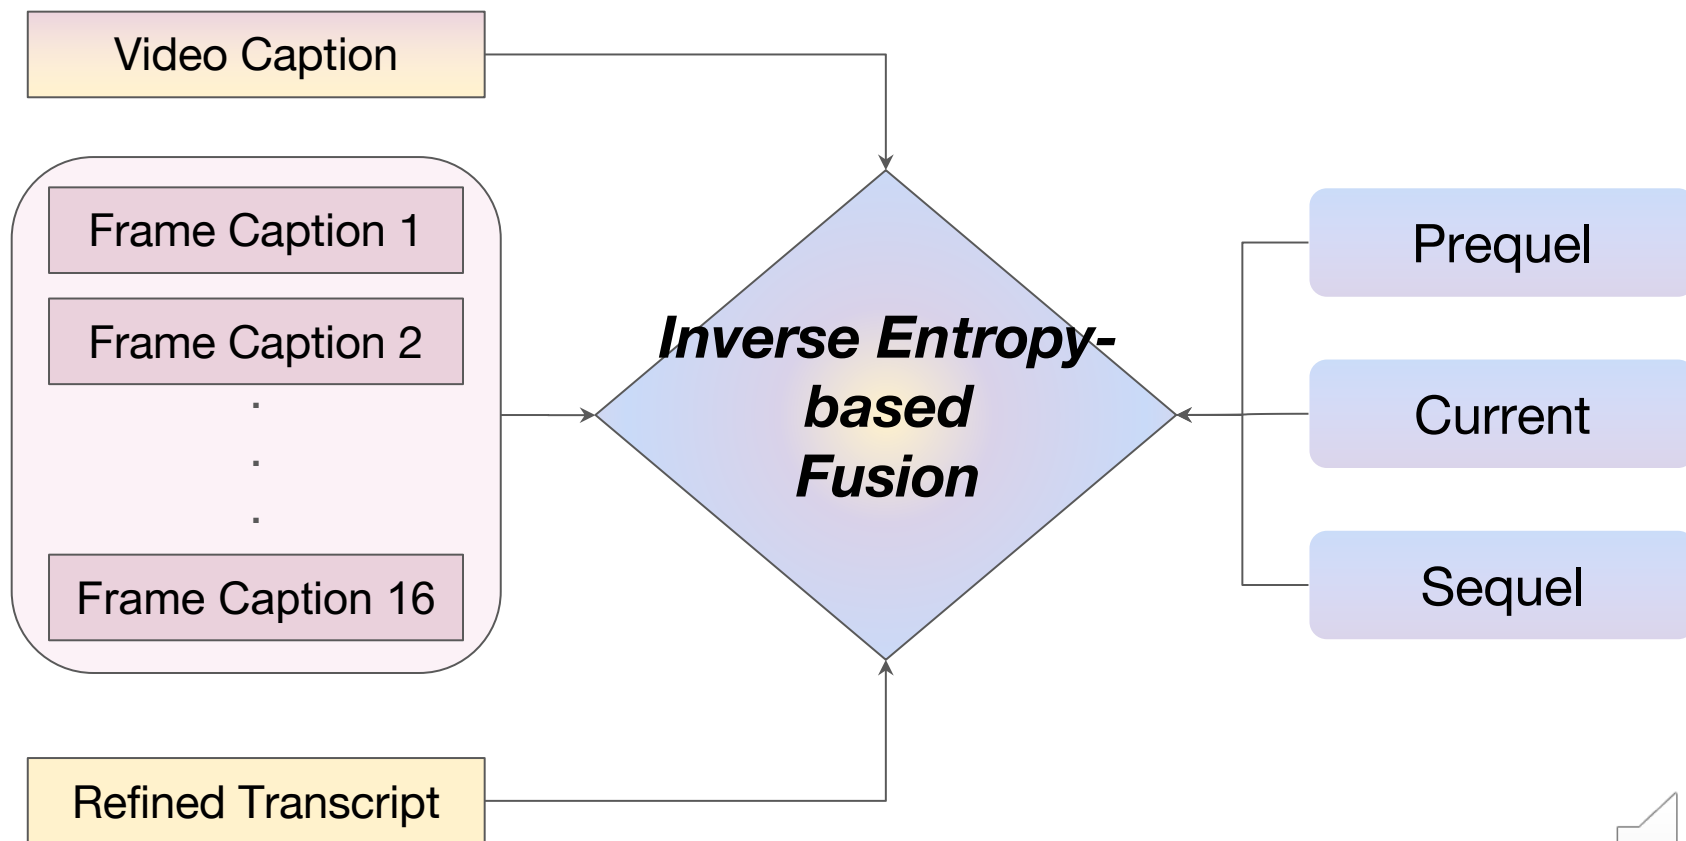 Video Caption
Frame Caption 1
Frame Caption 2
.
.
.
Frame Caption 16
Refined Transcript
Inverse Entropy-
based
Fusion
Prequel
Current
Sequel